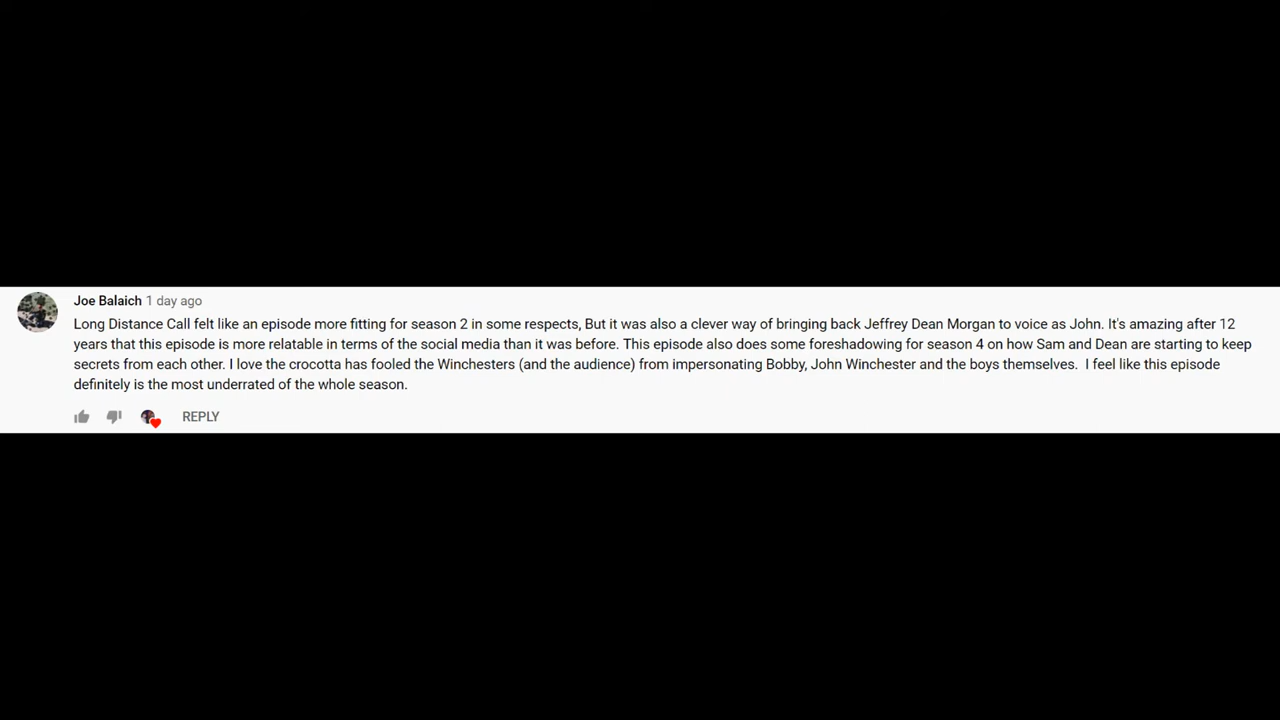 Joe Balaich 1 day ago
Long Distance Call felt like an episode more fitting for season 2 in some respects, But it was also a clever way of bringing back Jeffrey Dean Morgan to voice as John. It's amazing after 12
years that this episode is more relatable in terms of the social media than it was before. This episode also does some foreshadowing for season 4 on how Sam and Dean are starting to keep
secrets from each other. I love the crocotta has fooled the Winchesters (and the audience) from impersonating Bobby, John Winchester and the boys themselves.  I feel like this episode
definitely is the most underrated of the whole season.
REPLY